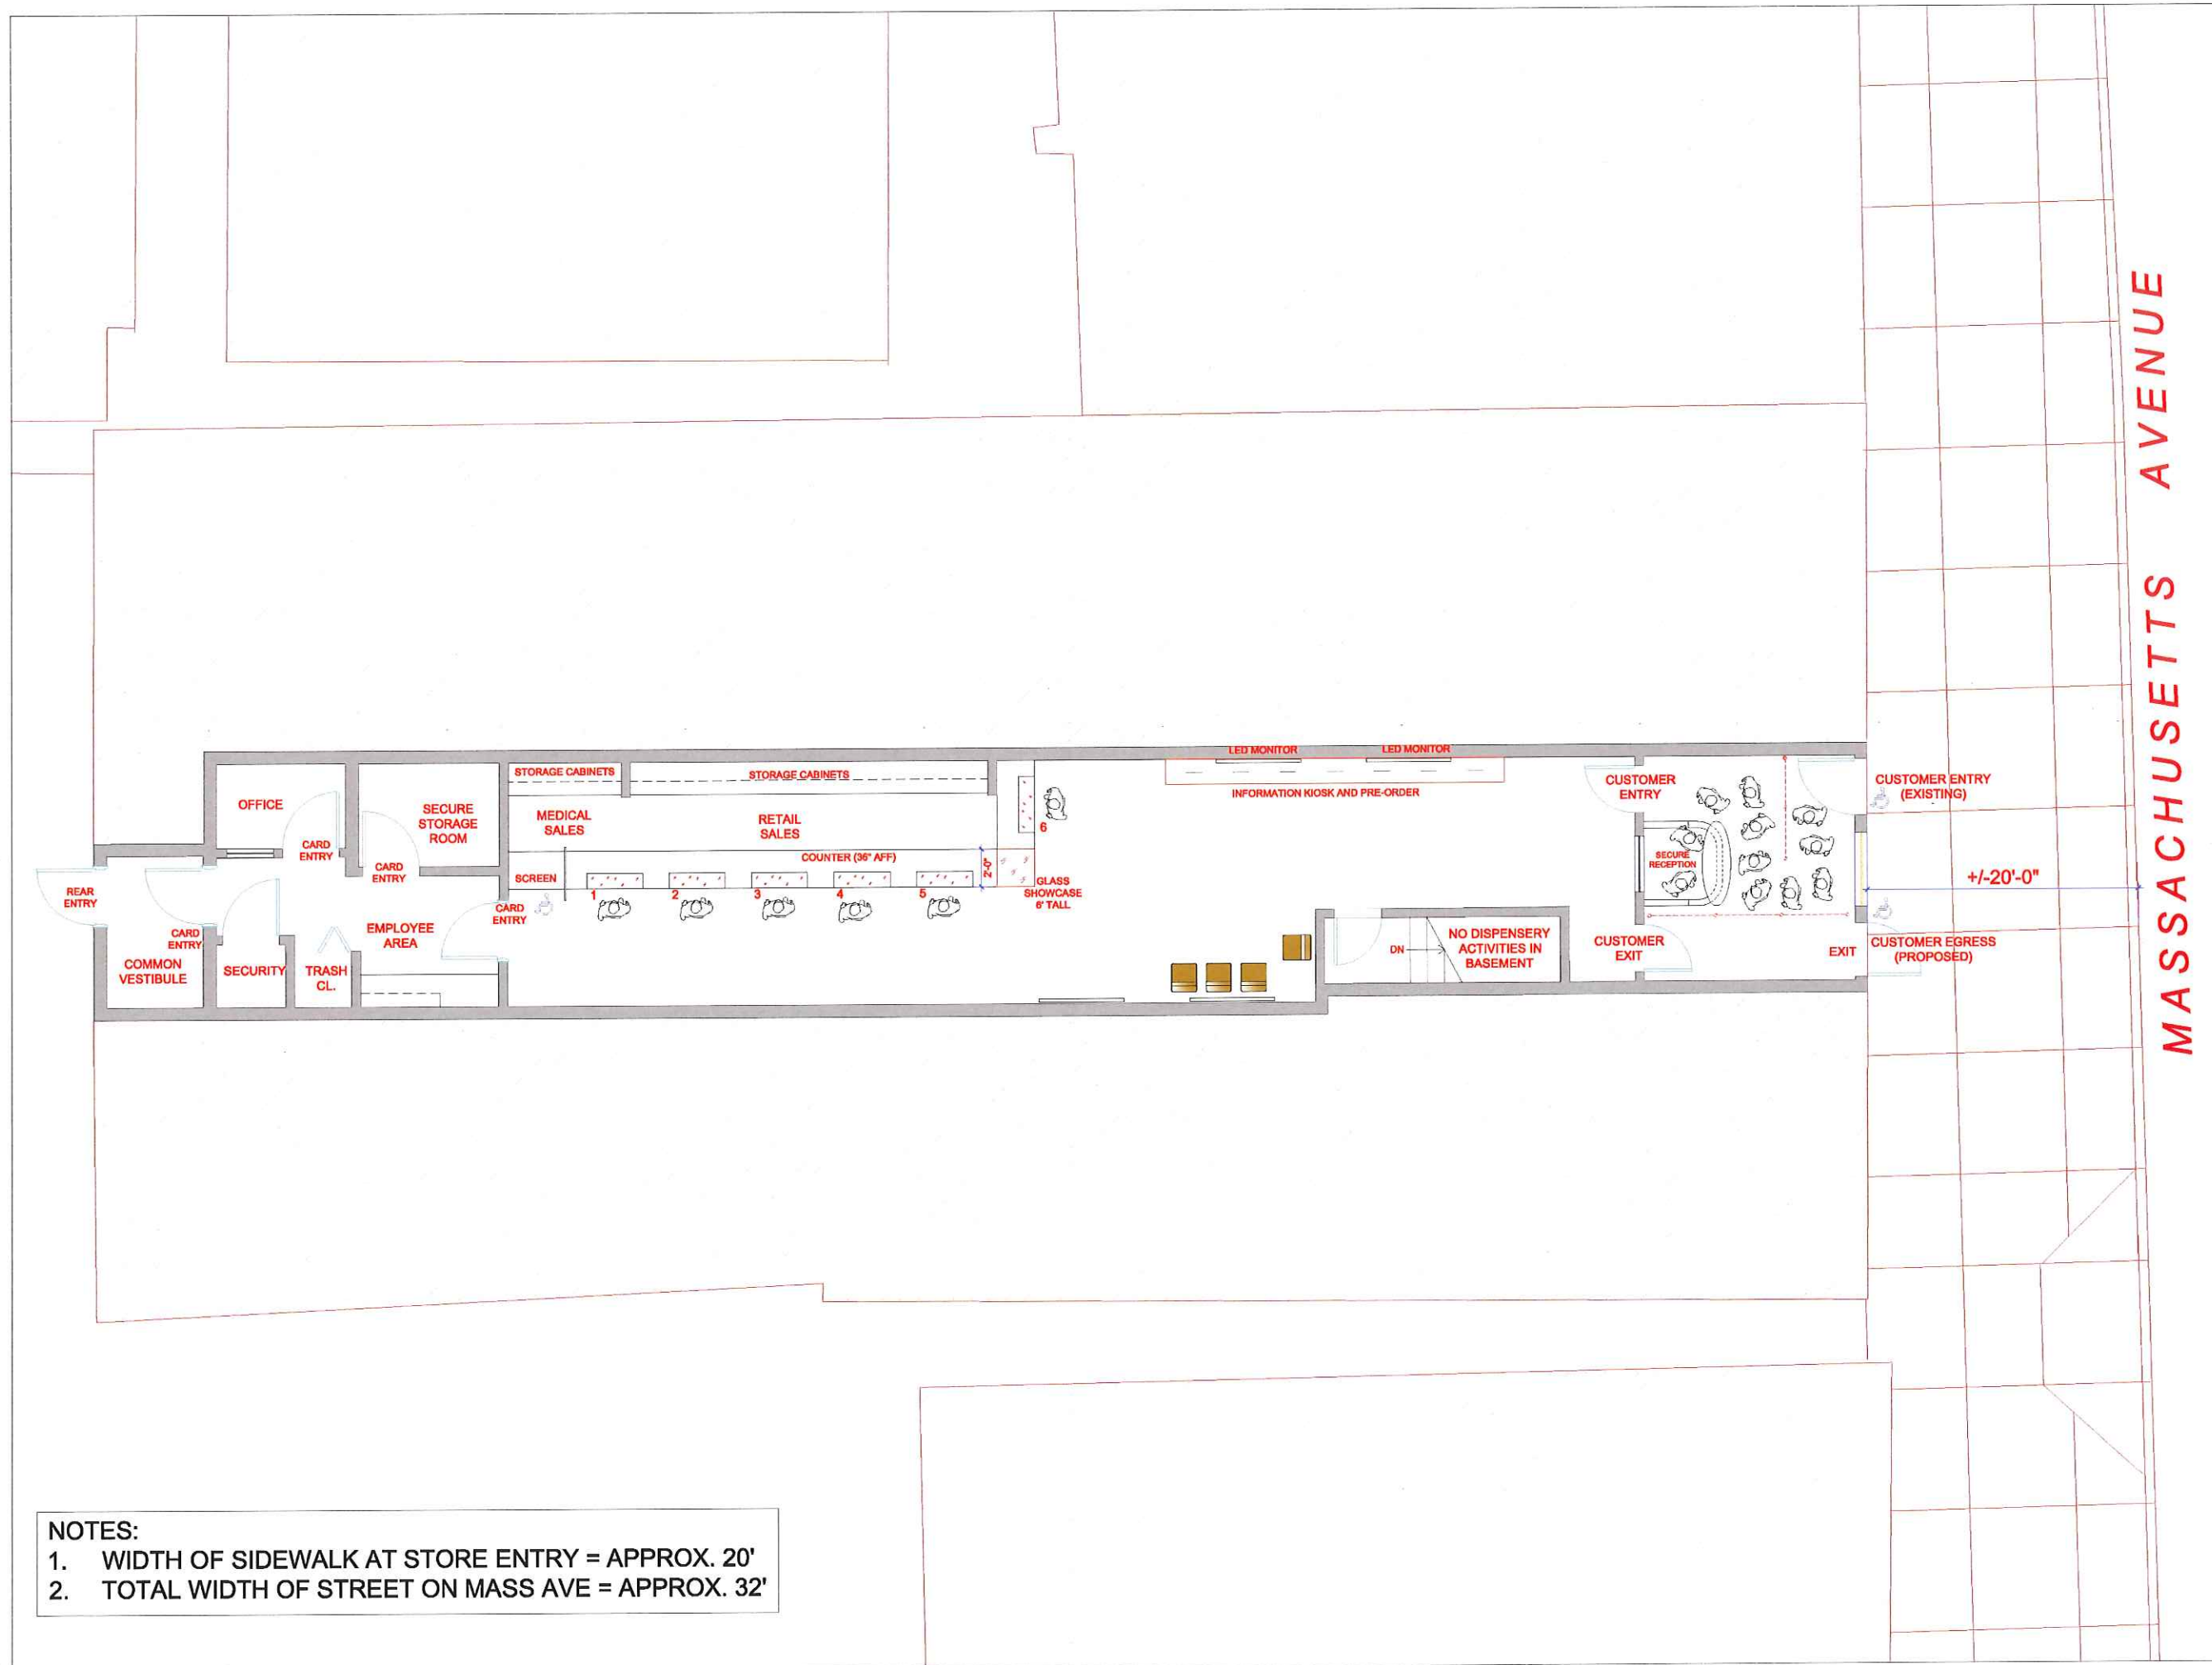 MASSACHUSETTS AVENUE
LED MONITOR
LED MONITOR
INFORMATION KIOSK AND PRE-ORDER
STORAGE CABINETS
STORAGE CABINETS
OFFICE
SECURE
STORAGE
ROOM
MEDICAL
SALES
RETAIL
SALES
6
CUSTOMER
ENTRY
CUSTOMER ENTRY
(EXISTING)
CARD
ENTRY
CARD
ENTRY
COUNTER (36" AFF)
2'-0"
SECURE
RECEPTION
REAR
ENTRY
SCREEN
GLASS
SHOWCASE
6' TALL
+/-20'-0"
1
2
3
4
5
CARD
ENTRY
CARD
ENTRY
EMPLOYEE
AREA
COMMON
VESTIBULE
SECURITY
TRASH
CL.
DN
NO DISPENSERY
ACTIVITIES IN
BASEMENT
CUSTOMER
EXIT
EXIT
CUSTOMER EGRESS
(PROPOSED)
NOTES:
1. WIDTH OF SIDEWALK AT STORE ENTRY = APPROX. 20'
2. TOTAL WIDTH OF STREET ON MASS AVE = APPROX. 32'